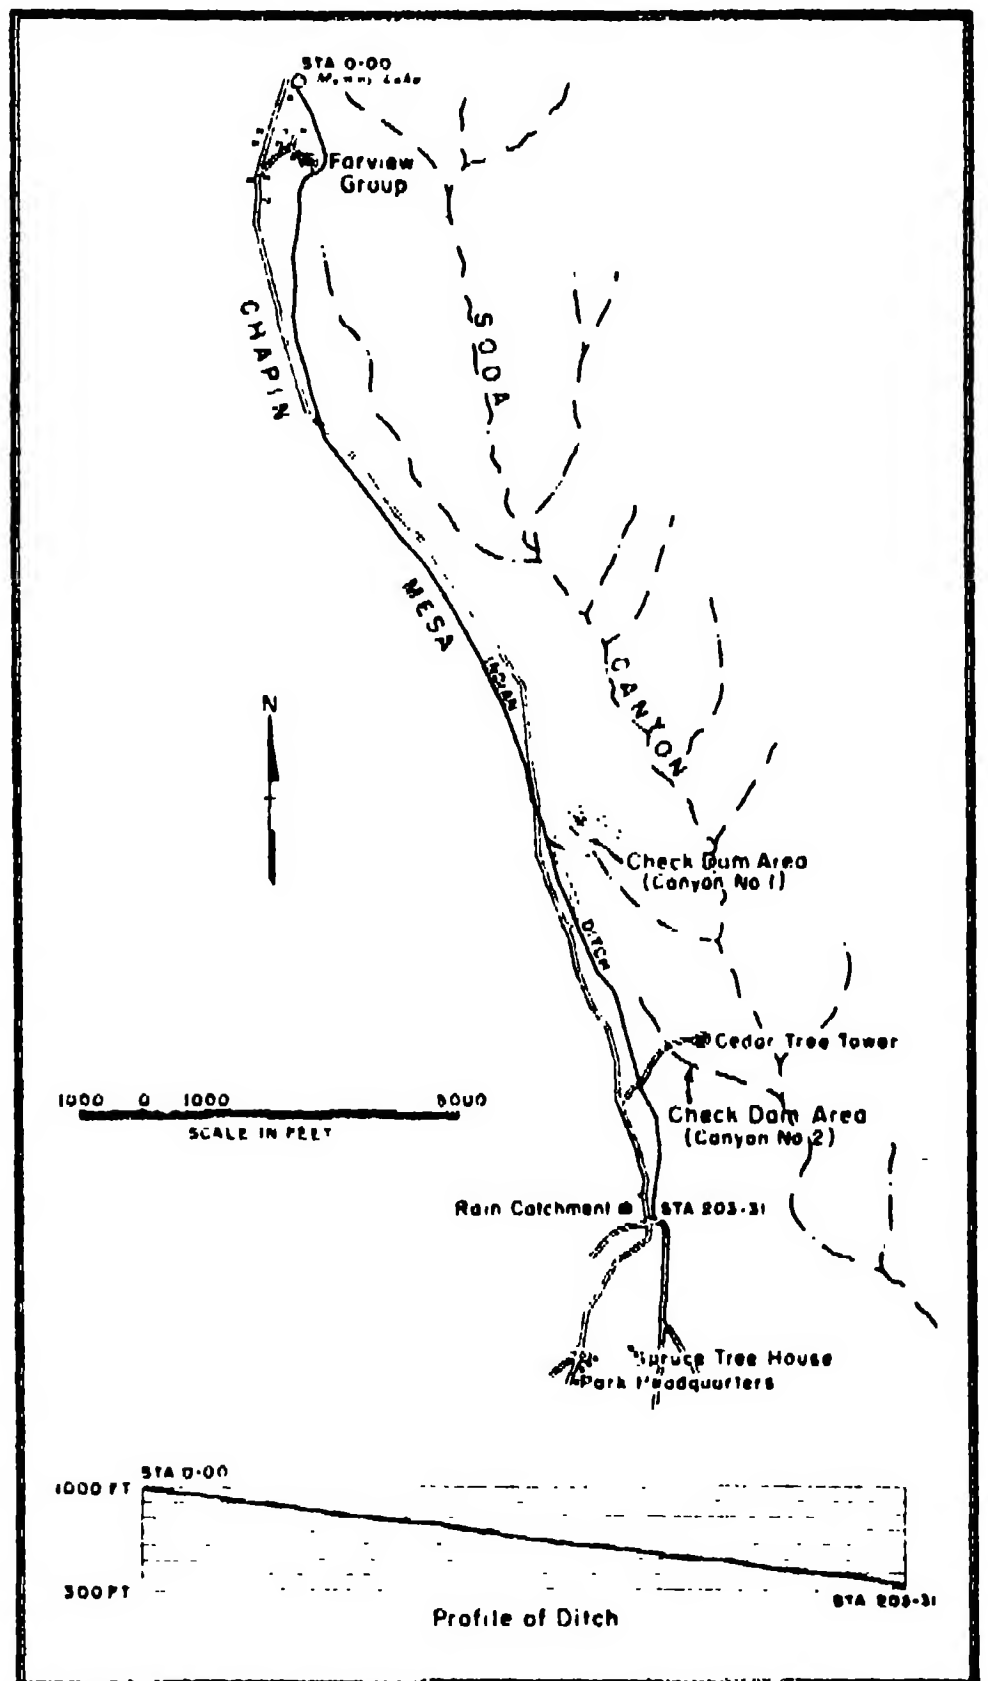 STA 0+00
Farview
Group
CHAPIN
SODA
MESA
INDIAN
CANYON
N
Check Dam Area
(Canyon No 1)
DITCH
Cedar Tree Tower
1000 0 1000 5000
SCALE IN FEET
Check Dam Area
(Canyon No 2)
Rain Catchment
STA 203+31
Spruce Tree House
Park Headquarters
STA 0+00
1000 FT
300 FT
STA 203+31
Profile of Ditch